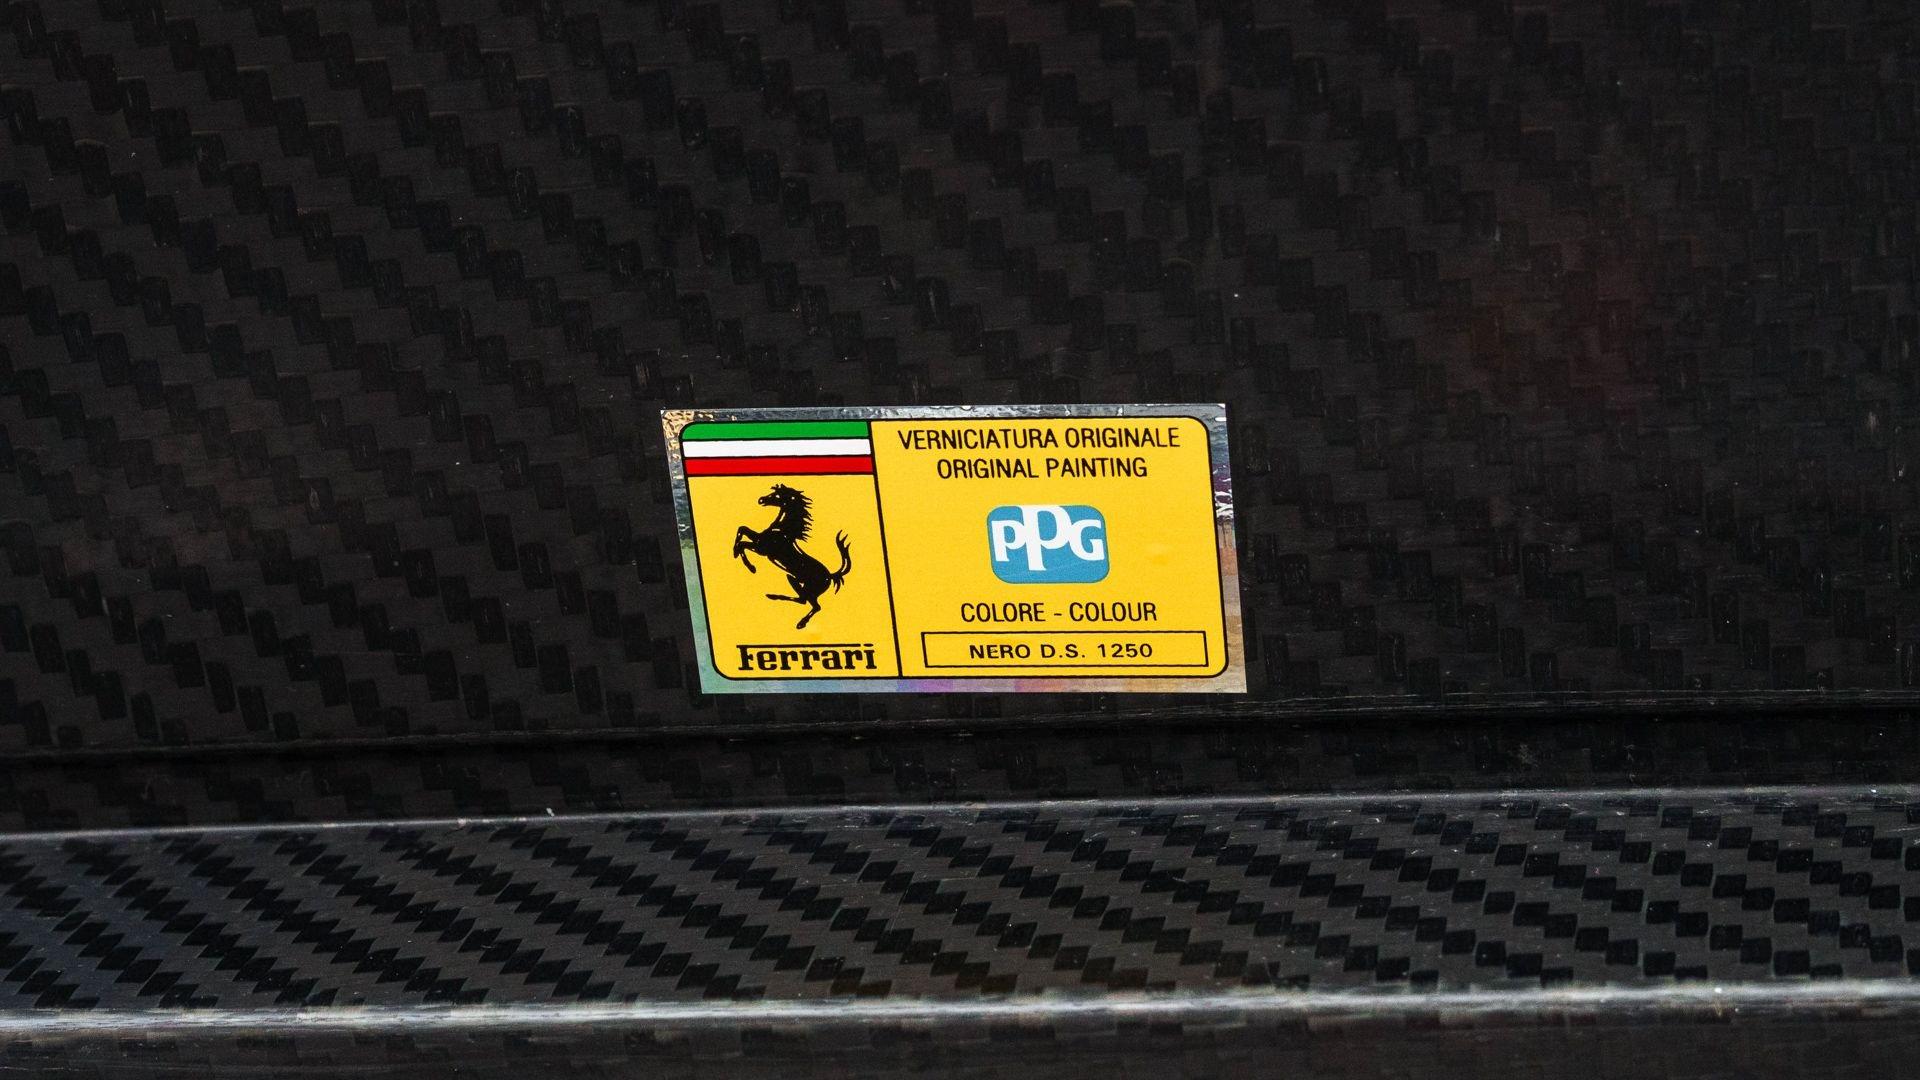 VERNICIATURA ORIGINALE
ORIGINAL PAINTING
PPG
COLORE - COLOUR
NERO D.S. 1250
Ferrari